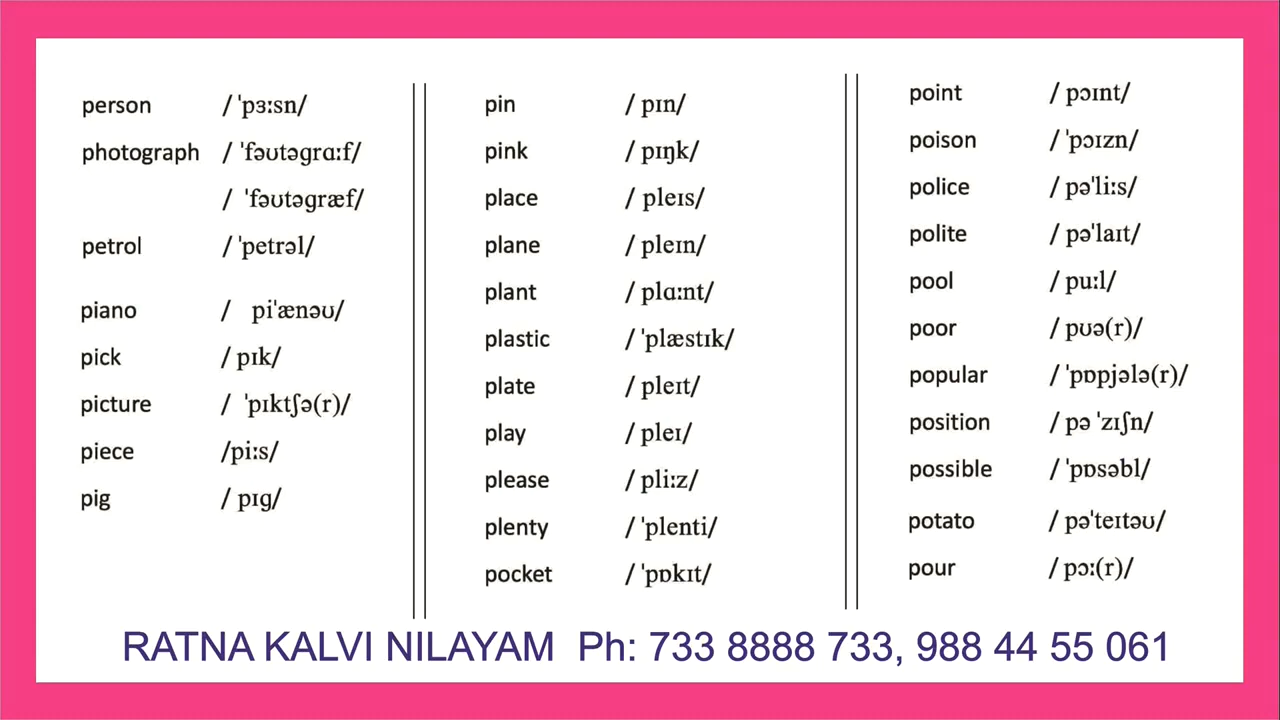 person / ˈpɜːsn/
photograph / ˈfəʊtəɡrɑːf/
/ ˈfəʊtəɡræf/
petrol / ˈpetrəl/
piano / piˈænəʊ/
pick / pɪk/
picture / ˈpɪktʃə(r)/
piece /piːs/
pig / pɪɡ/
pin / pɪn/
pink / pɪŋk/
place / pleɪs/
plane / pleɪn/
plant / plɑːnt/
plastic / ˈplæstɪk/
plate / pleɪt/
play / pleɪ/
please / pliːz/
plenty / ˈplenti/
pocket / ˈpɒkɪt/
point / pɔɪnt/
poison / ˈpɔɪzn/
police / pəˈliːs/
polite / pəˈlaɪt/
pool / puːl/
poor / pʊə(r)/
popular / ˈpɒpjələ(r)/
position / pə ˈzɪʃn/
possible / ˈpɒsəbl/
potato / pəˈteɪtəʊ/
pour / pɔː(r)/
RATNA KALVI NILAYAM Ph: 733 8888 733, 988 44 55 061